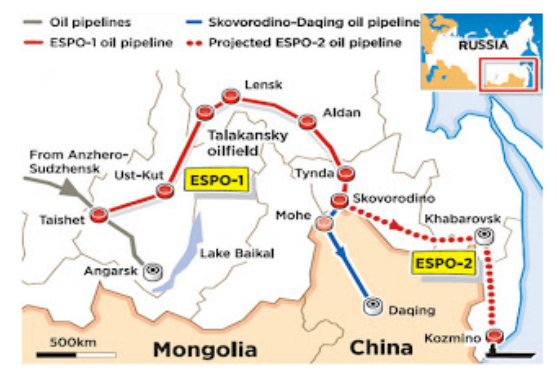 Oil pipelines
Skovorodino-Daqing oil pipeline
ESPO-1 oil pipeline
Projected ESPO-2 oil pipeline
RUSSIA
Lensk
Aldan
Talakansky
oilfield
From Anzhero-
Sudzhensk
Ust-Kut
ESPO-1
Tynda
Skovorodino
Taishet
Mohe
Khabarovsk
Lake Baikal
Angarsk
ESPO-2
Daqing
Kozmino
500km
Mongolia
China